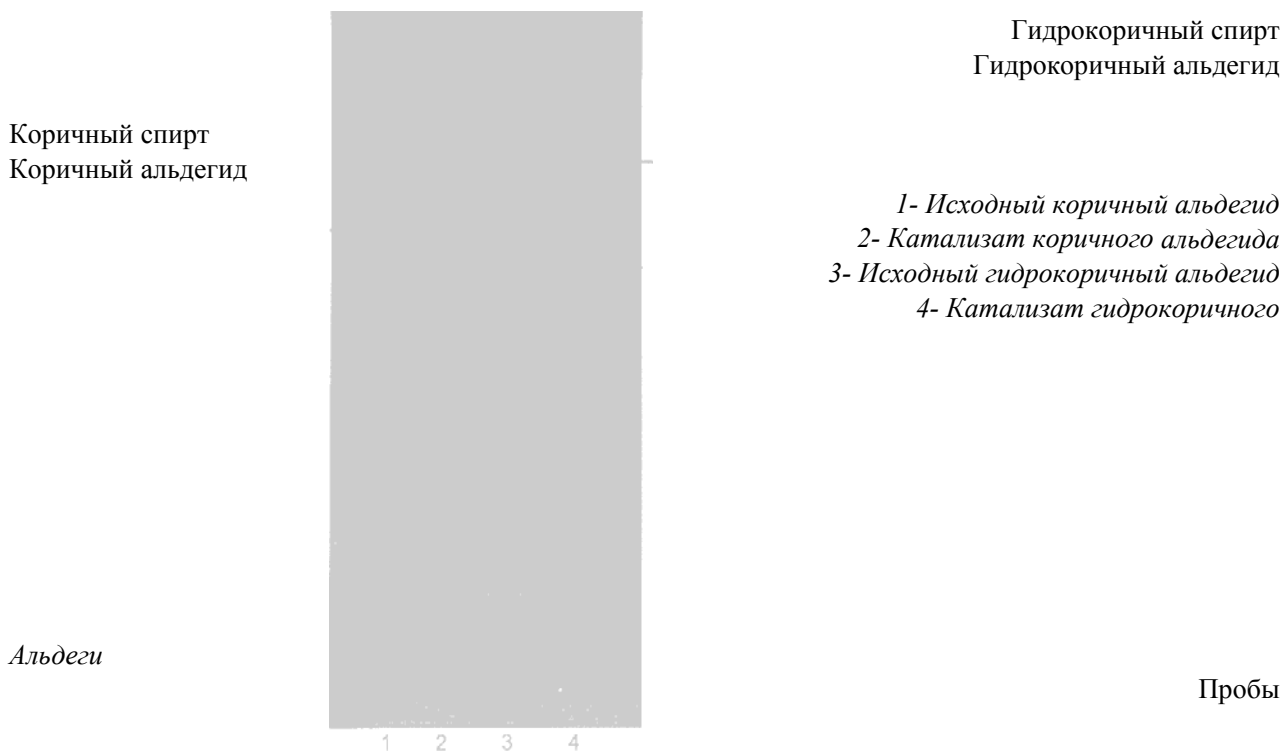 Гидрокоричный спирт
Гидрокоричный альдегид
Коричный спирт
Коричный альдегид
1- Исходный коричный альдегид
2- Катализат коричного альдегида
3- Исходный гидрокоричный альдегид
4- Катализат гидрокоричного
Альдеги
Пробы
1 2 3 4